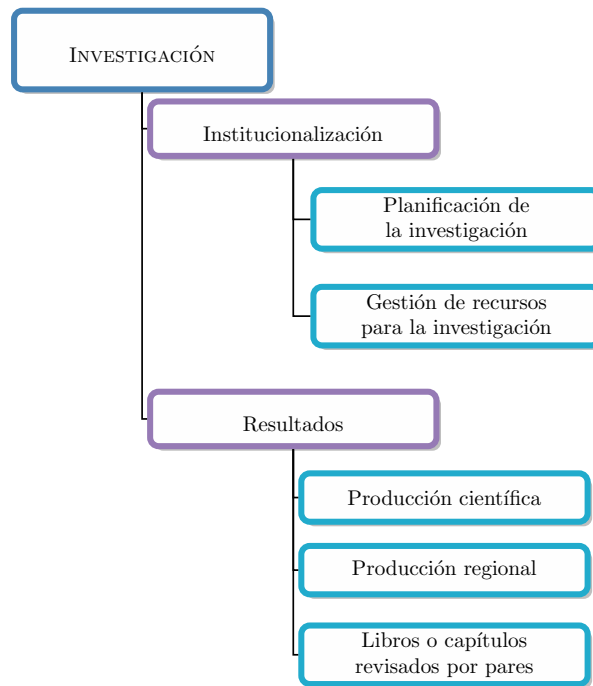 INVESTIGACIÓN
Institucionalización
Planificación de
la investigación
Gestión de recursos
para la investigación
Resultados
Producción científica
Producción regional
Libros o capítulos
revisados por pares